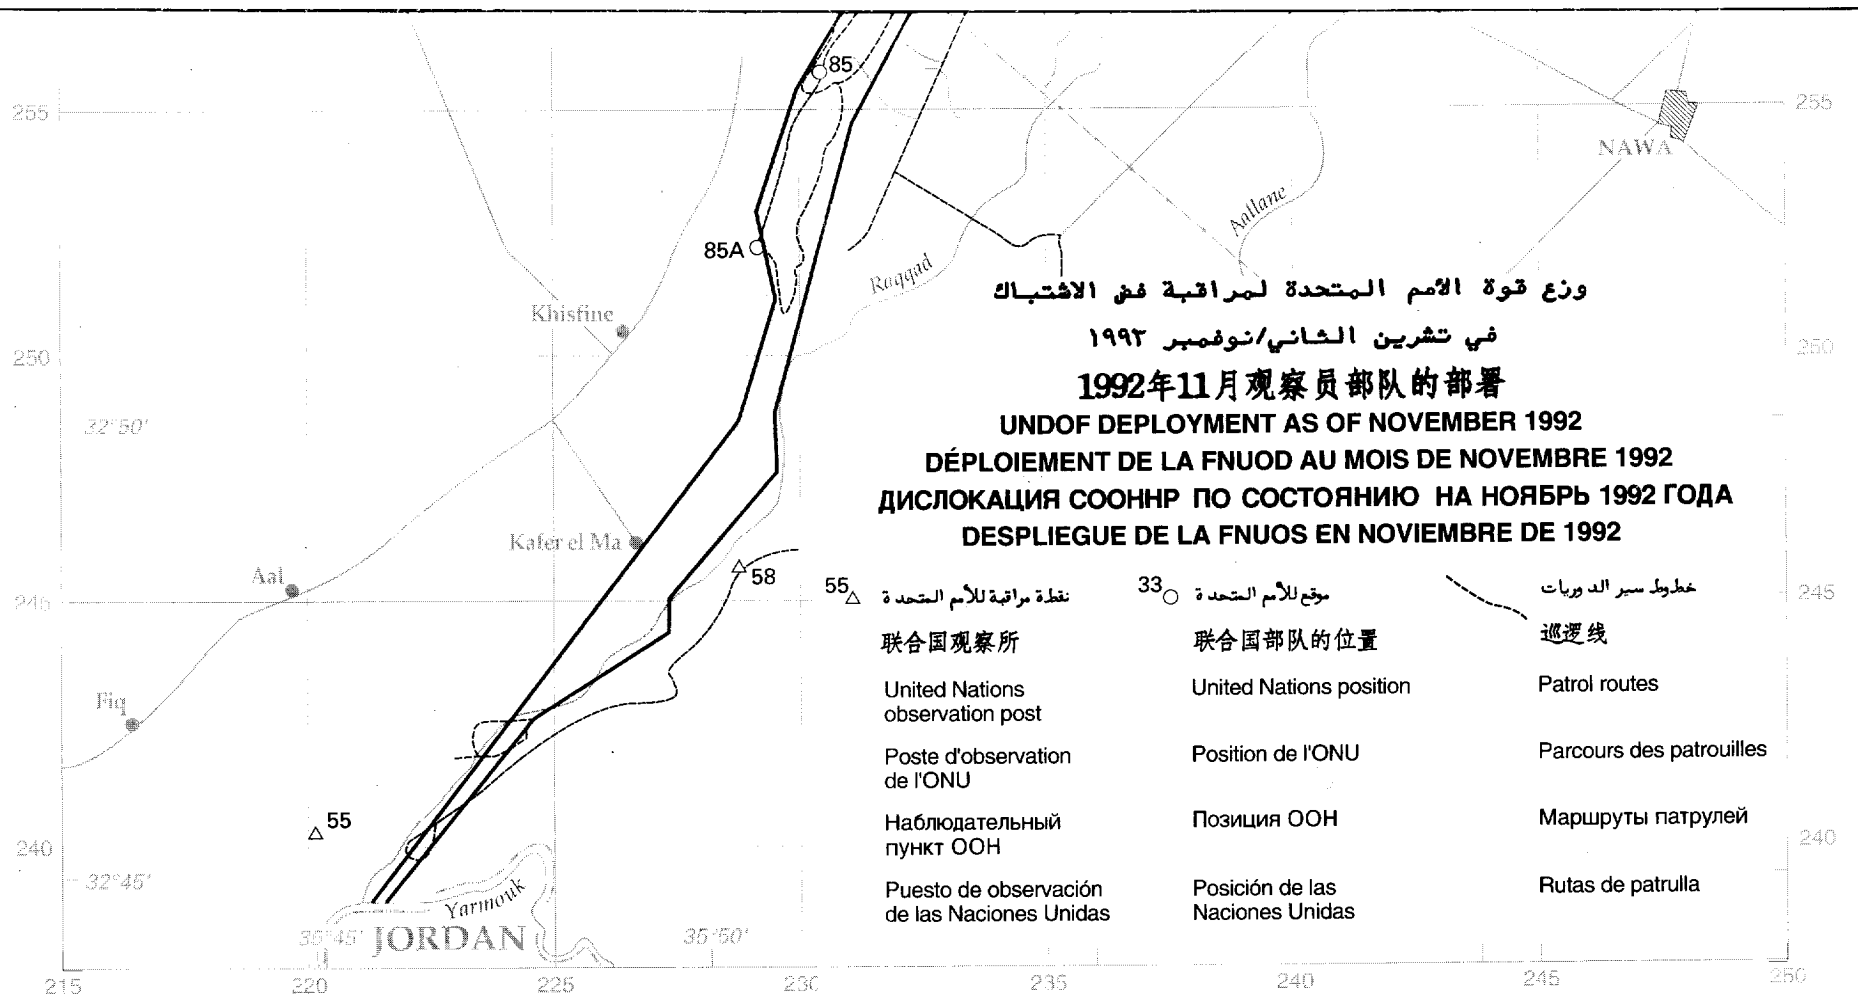 85
255
255
NAWA
Aallane
85A
Raqqad
وزع قوة الأمم المتحدة لمراقبة فض الاشتباك
Khisfine
في تشرين الثاني/نوفمبر ١٩٩٢
250
250
1992年11月观察员部队的部署
32°50'
UNDOF DEPLOYMENT AS OF NOVEMBER 1992
DÉPLOIEMENT DE LA FNUOD AU MOIS DE NOVEMBRE 1992
ДИСЛОКАЦИЯ СООННР ПО СОСТОЯНИЮ НА НОЯБРЬ 1992 ГОДА
DESPLIEGUE DE LA FNUOS EN NOVIEMBRE DE 1992
Kafer el Ma
Aal
58
245
245
55
نقطة مراقبة للأمم المتحدة
联合国观察所
United Nations
observation post
Poste d'observation
de l'ONU
Наблюдательный
пункт ООН
Puesto de observación
de las Naciones Unidas
33
موقع للأمم المتحدة
联合国部队的位置
United Nations position
Position de l'ONU
Позиция ООН
Posición de las
Naciones Unidas
خطوط سير الدوريات
巡逻线
Patrol routes
Parcours des patrouilles
Маршруты патрулей
Rutas de patrulla
Fiq
55
240
240
32°45'
Yarmouk
35°45'
JORDAN
35°50'
215
220
225
230
235
240
245
250